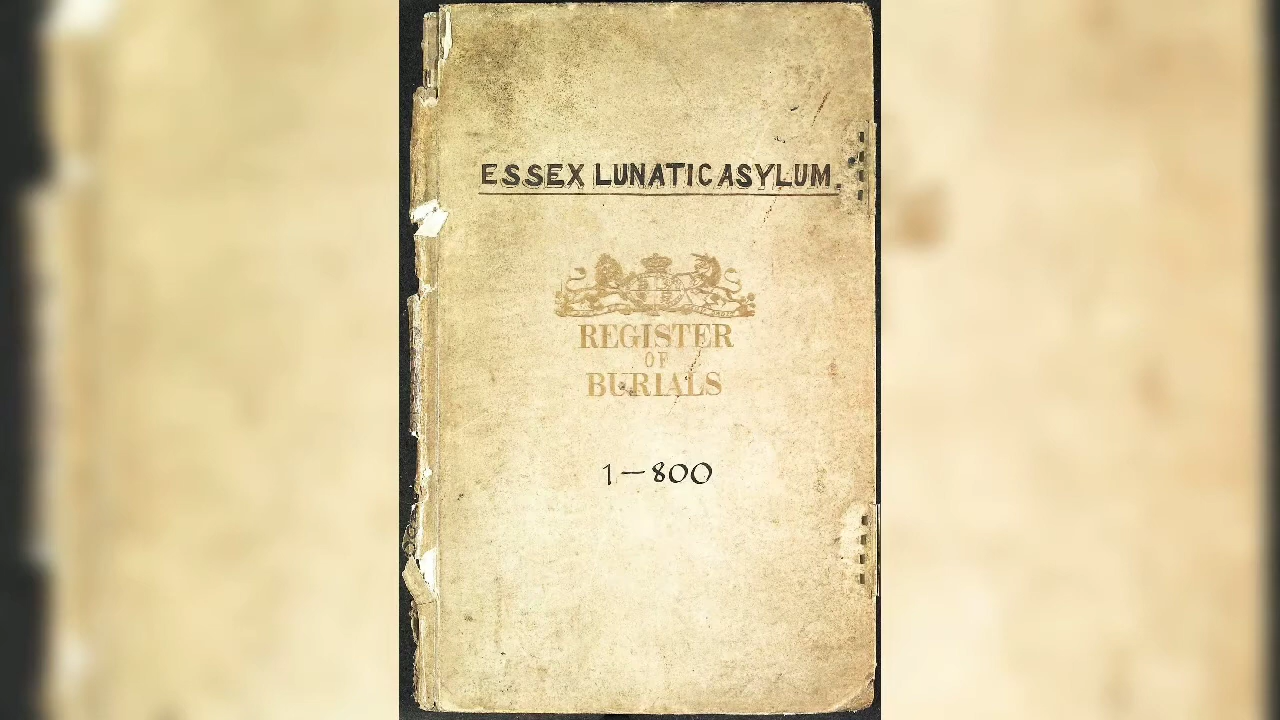 ESSEX LUNATIC ASYLUM.
REGISTER
OF
BURIALS
1—800